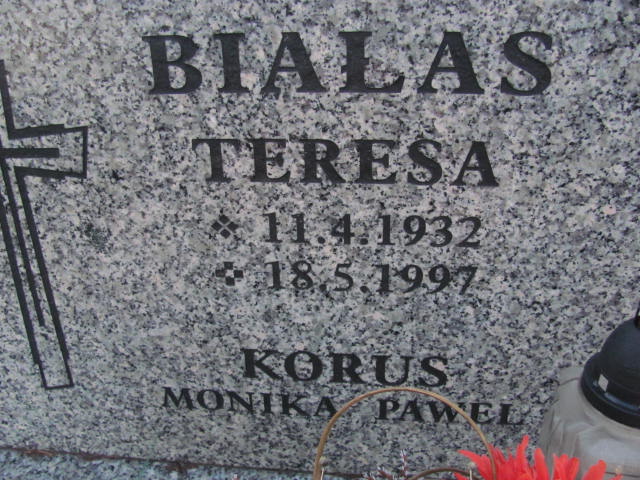 BIAŁAS
TERESA
11.4.1932
18.5.1997
KORUS
MONIKA PAWEŁ